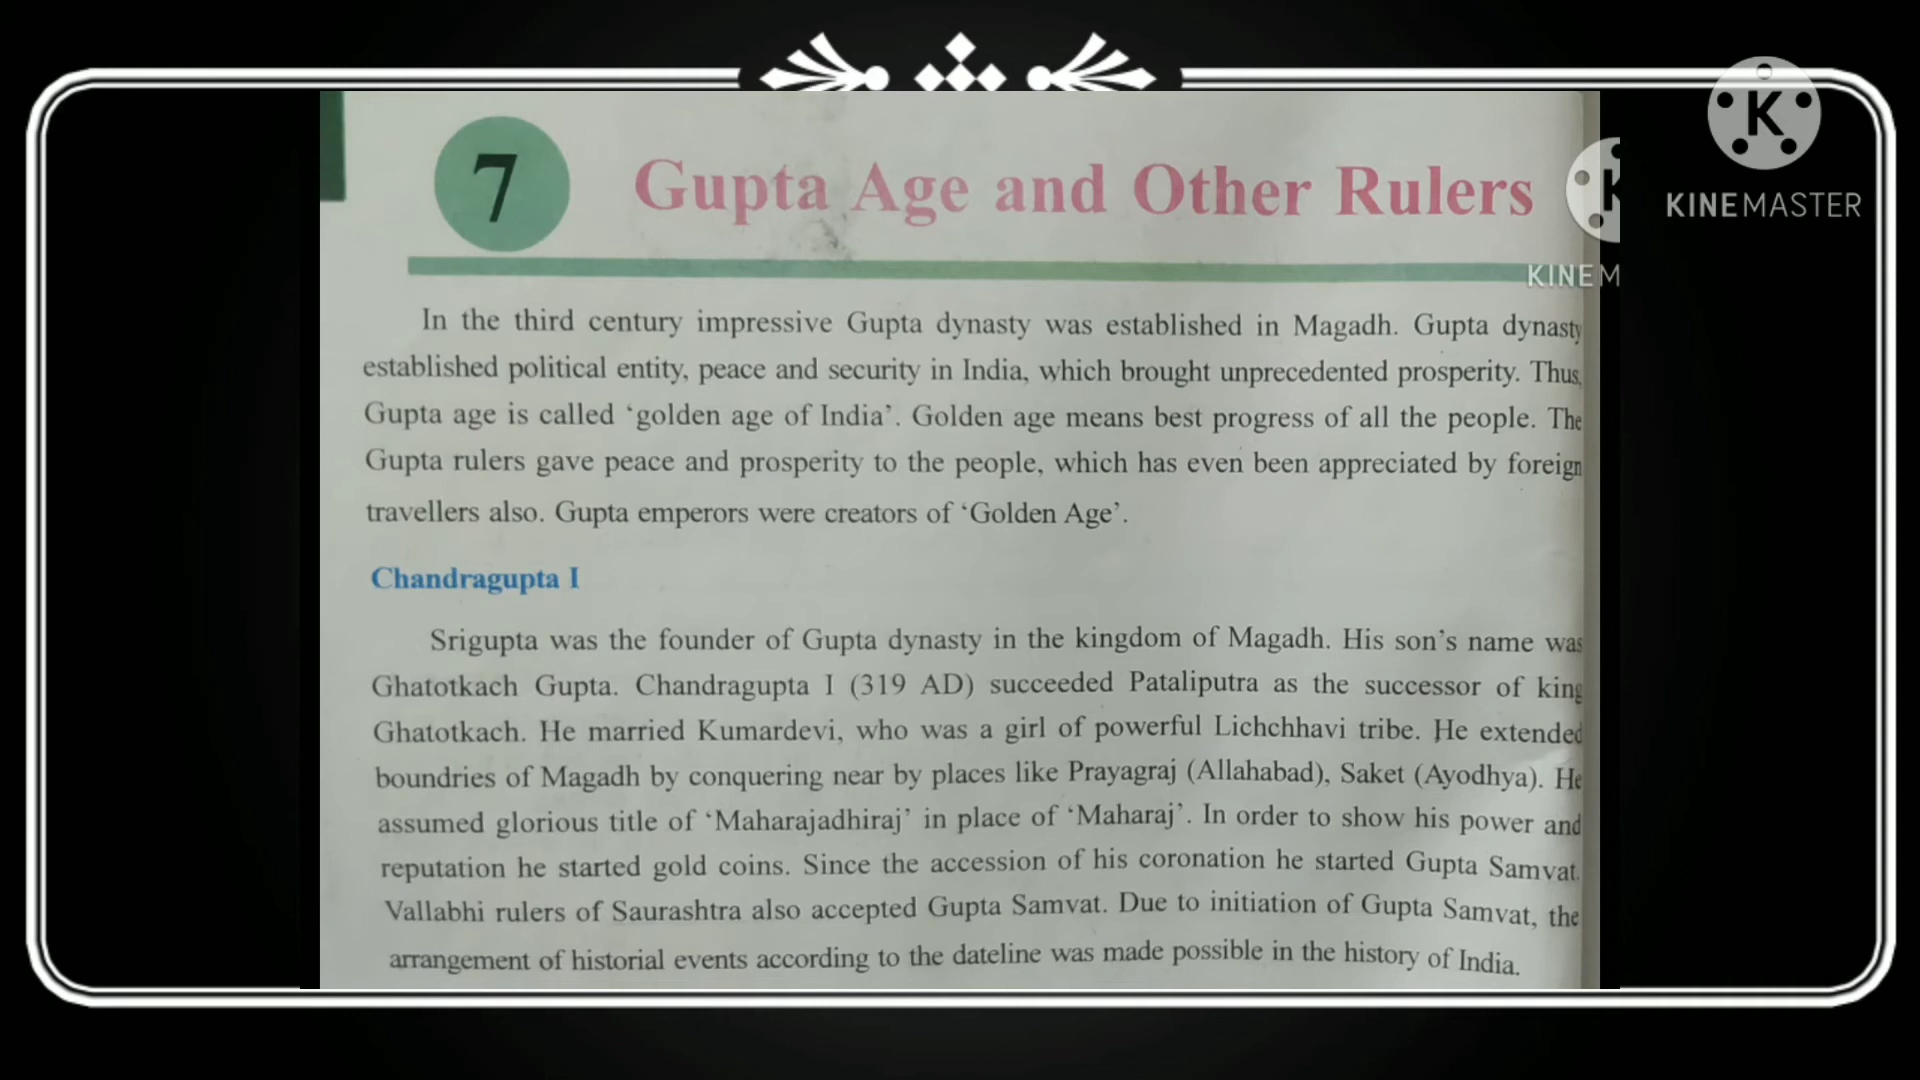 7
Gupta Age and Other Rulers
K
KINEMASTER
K
KINEM
In the third century impressive Gupta dynasty was established in Magadh. Gupta dynasty
established political entity, peace and security in India, which brought unprecedented prosperity. Thus,
Gupta age is called ‘golden age of India’. Golden age means best progress of all the people. The
Gupta rulers gave peace and prosperity to the people, which has even been appreciated by foreign
travellers also. Gupta emperors were creators of ‘Golden Age’.
Chandragupta I
Srigupta was the founder of Gupta dynasty in the kingdom of Magadh. His son’s name was
Ghatotkach Gupta. Chandragupta I (319 AD) succeeded Pataliputra as the successor of king
Ghatotkach. He married Kumardevi, who was a girl of powerful Lichchhavi tribe. He extended
boundries of Magadh by conquering near by places like Prayagraj (Allahabad), Saket (Ayodhya). He
assumed glorious title of ‘Maharajadhiraj’ in place of ‘Maharaj’. In order to show his power and
reputation he started gold coins. Since the accession of his coronation he started Gupta Samvat.
Vallabhi rulers of Saurashtra also accepted Gupta Samvat. Due to initiation of Gupta Samvat, the
arrangement of historial events according to the dateline was made possible in the history of India.